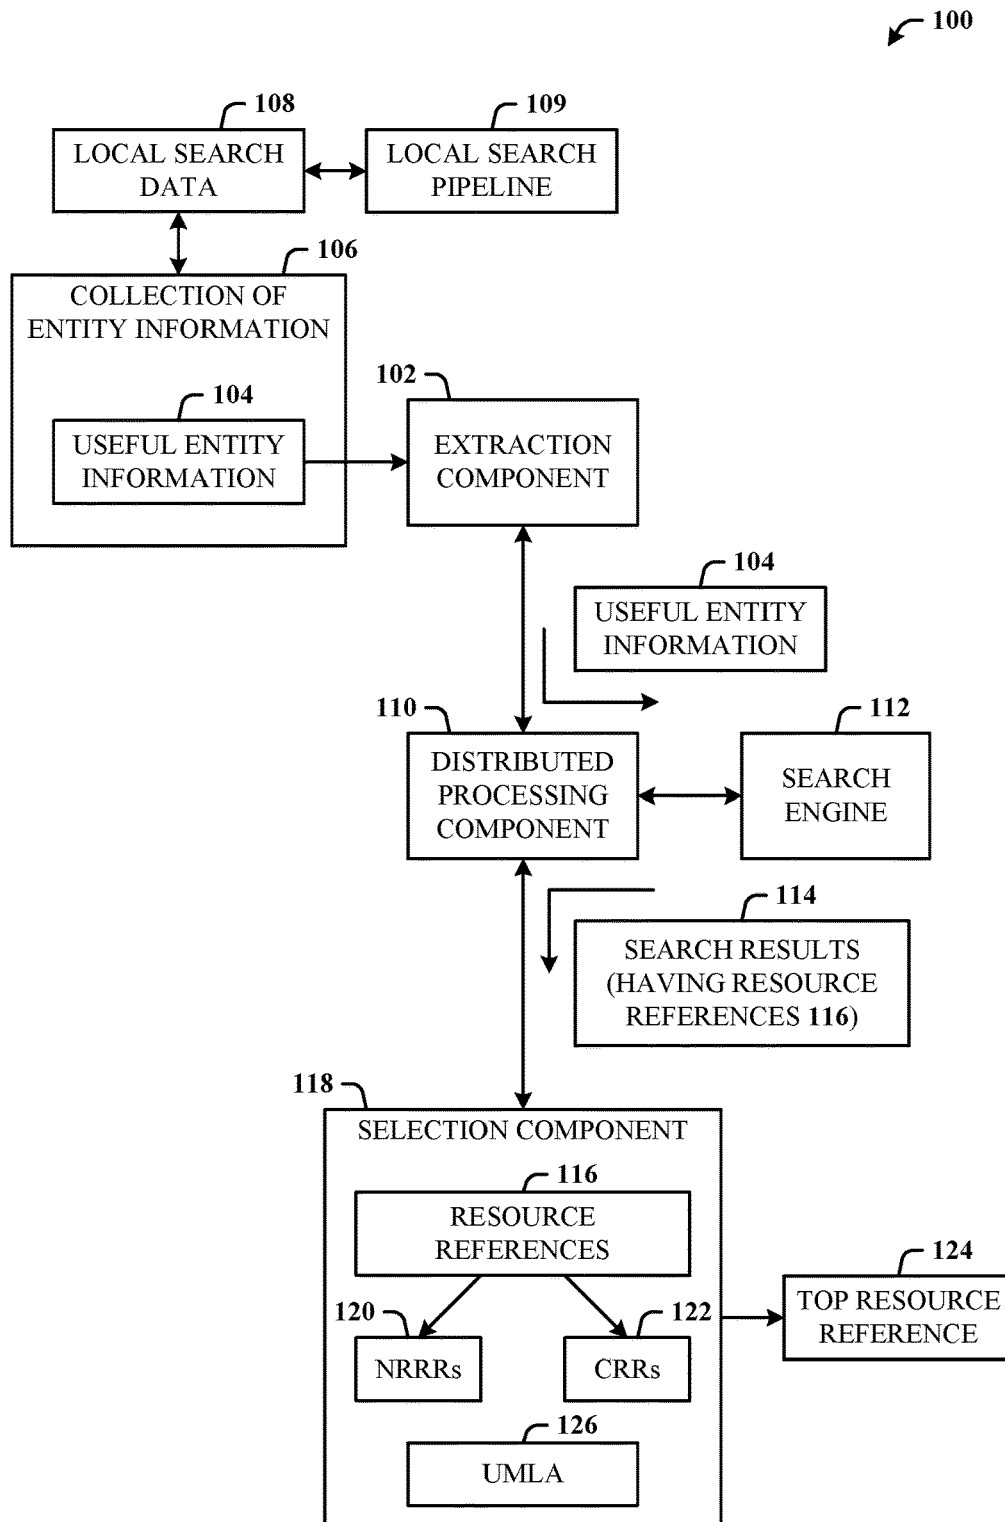 100
108
109
LOCAL SEARCH
DATA
LOCAL SEARCH
PIPELINE
106
COLLECTION OF
ENTITY INFORMATION
104
USEFUL ENTITY
INFORMATION
102
EXTRACTION
COMPONENT
104
USEFUL ENTITY
INFORMATION
110
DISTRIBUTED
PROCESSING
COMPONENT
112
SEARCH
ENGINE
114
SEARCH RESULTS
(HAVING RESOURCE
REFERENCES 116)
118
SELECTION COMPONENT
116
RESOURCE
REFERENCES
120
NRRRs
122
CRRs
124
TOP RESOURCE
REFERENCE
126
UMLA